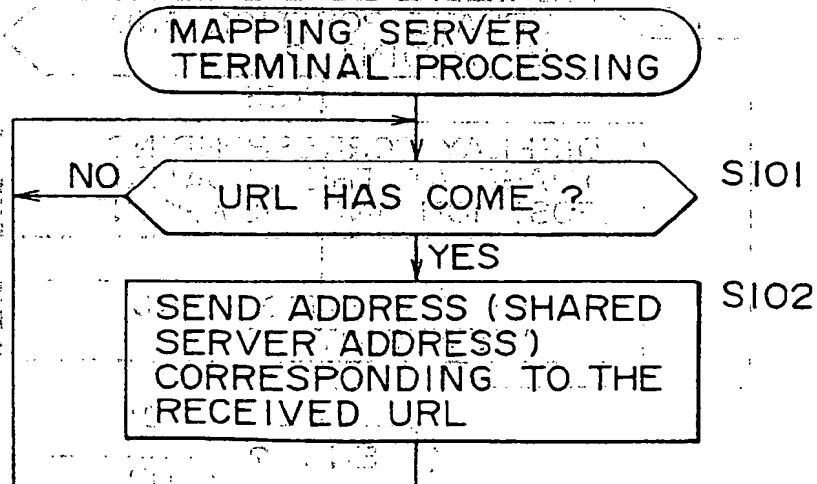 MAPPING SERVER
TERMINAL PROCESSING
NO
URL HAS COME ?
S101
YES
S102
SEND ADDRESS (SHARED
SERVER ADDRESS)
CORRESPONDING TO THE
RECEIVED URL